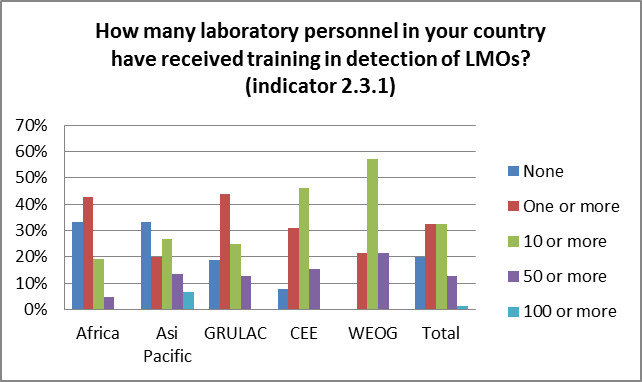 How many laboratory personnel in your country
have received training in detection of LMOs?
(indicator 2.3.1)
70%
60%
50%
40%
30%
20%
10%
0%
Africa
Asi
Pacific
GRULAC
CEE
WEOG
Total
None
One or more
10 or more
50 or more
100 or more